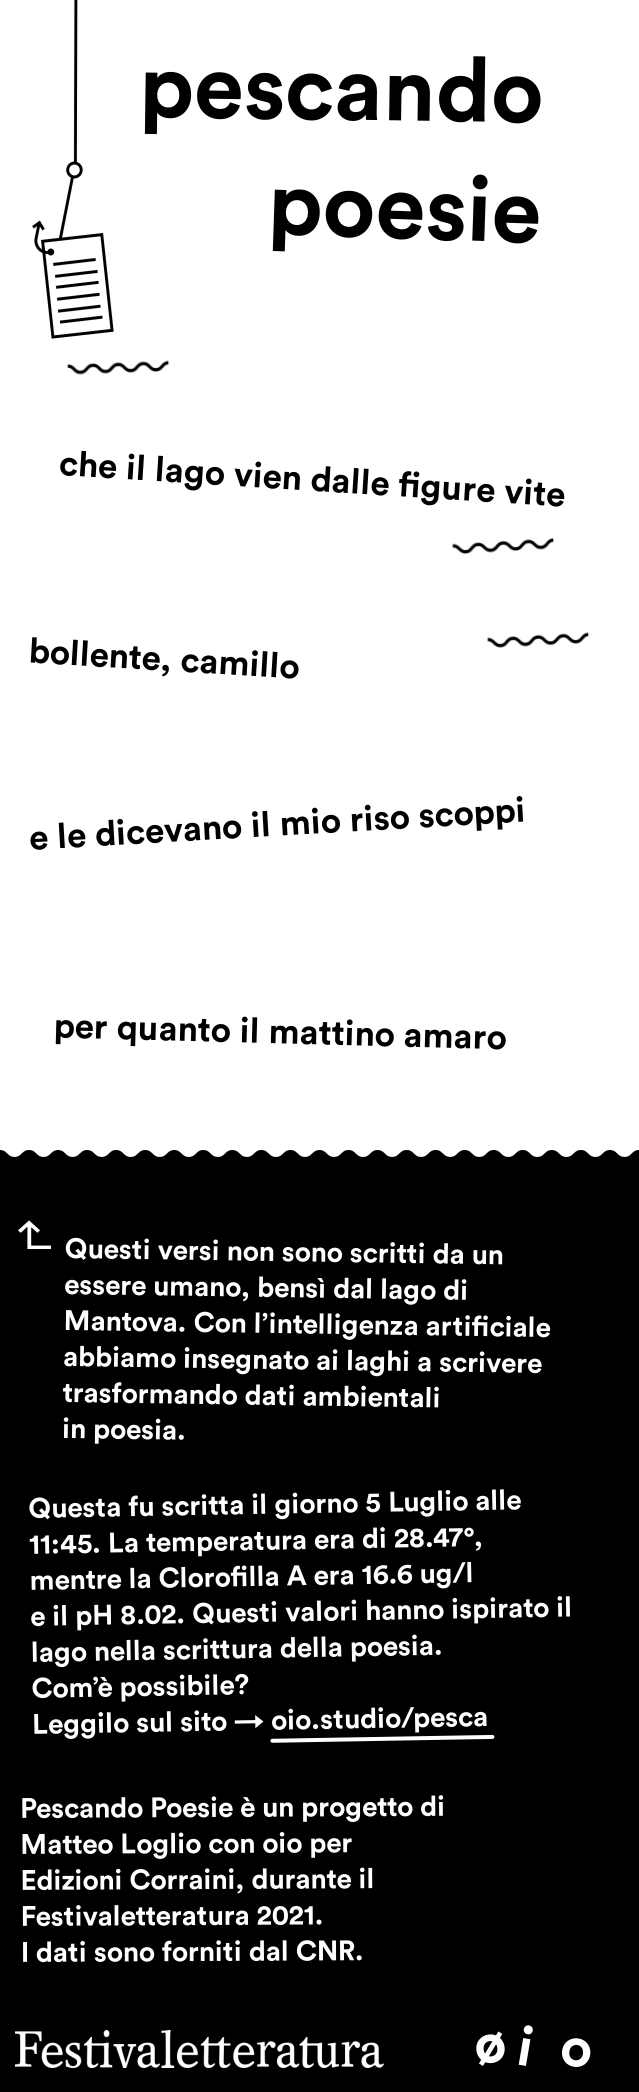 pescando
poesie
che il lago vien dalle figure vite
bollente, camillo
e le dicevano il mio riso scoppi
per quanto il mattino amaro
Questi versi non sono scritti da un
essere umano, bensì dal lago di
Mantova. Con l’intelligenza artificiale
abbiamo insegnato ai laghi a scrivere
trasformando dati ambientali
in poesia.
Questa fu scritta il giorno 5 Luglio alle
11:45. La temperatura era di 28.47°,
mentre la Clorofilla A era 16.6 ug/l
e il pH 8.02. Questi valori hanno ispirato il
lago nella scrittura della poesia.
Com’è possibile?
Leggilo sul sito → oio.studio/pesca
Pescando Poesie è un progetto di
Matteo Loglio con oio per
Edizioni Corraini, durante il
Festivaletteratura 2021.
I dati sono forniti dal CNR.
Festivaletteratura øio